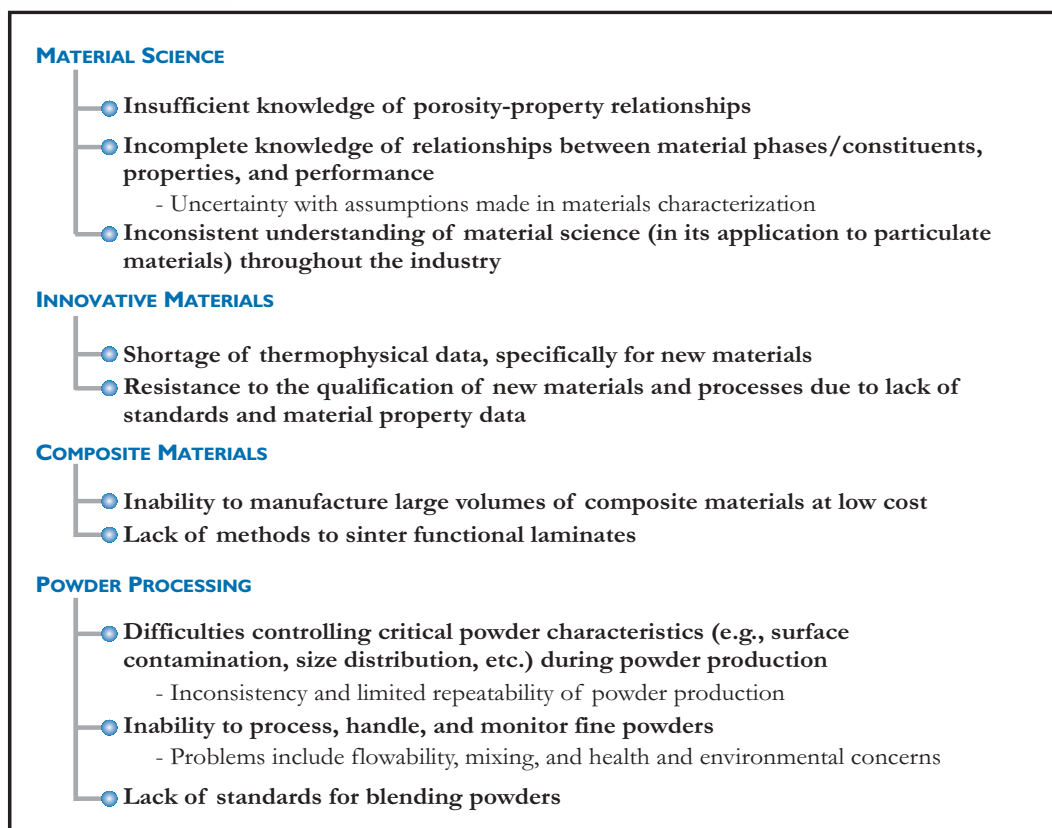 MATERIAL SCIENCE
Insufficient knowledge of porosity-property relationships
Incomplete knowledge of relationships between material phases/constituents,
properties, and performance
- Uncertainty with assumptions made in materials characterization
Inconsistent understanding of material science (in its application to particulate
materials) throughout the industry
INNOVATIVE MATERIALS
Shortage of thermophysical data, specifically for new materials
Resistance to the qualification of new materials and processes due to lack of
standards and material property data
COMPOSITE MATERIALS
Inability to manufacture large volumes of composite materials at low cost
Lack of methods to sinter functional laminates
POWDER PROCESSING
Difficulties controlling critical powder characteristics (e.g., surface
contamination, size distribution, etc.) during powder production
- Inconsistency and limited repeatability of powder production
Inability to process, handle, and monitor fine powders
- Problems include flowability, mixing, and health and environmental concerns
Lack of standards for blending powders